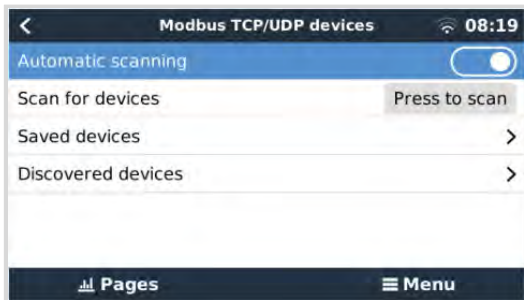 Modbus TCP/UDP devices 08:19
Automatic scanning
Scan for devices Press to scan
Saved devices
Discovered devices
Pages Menu